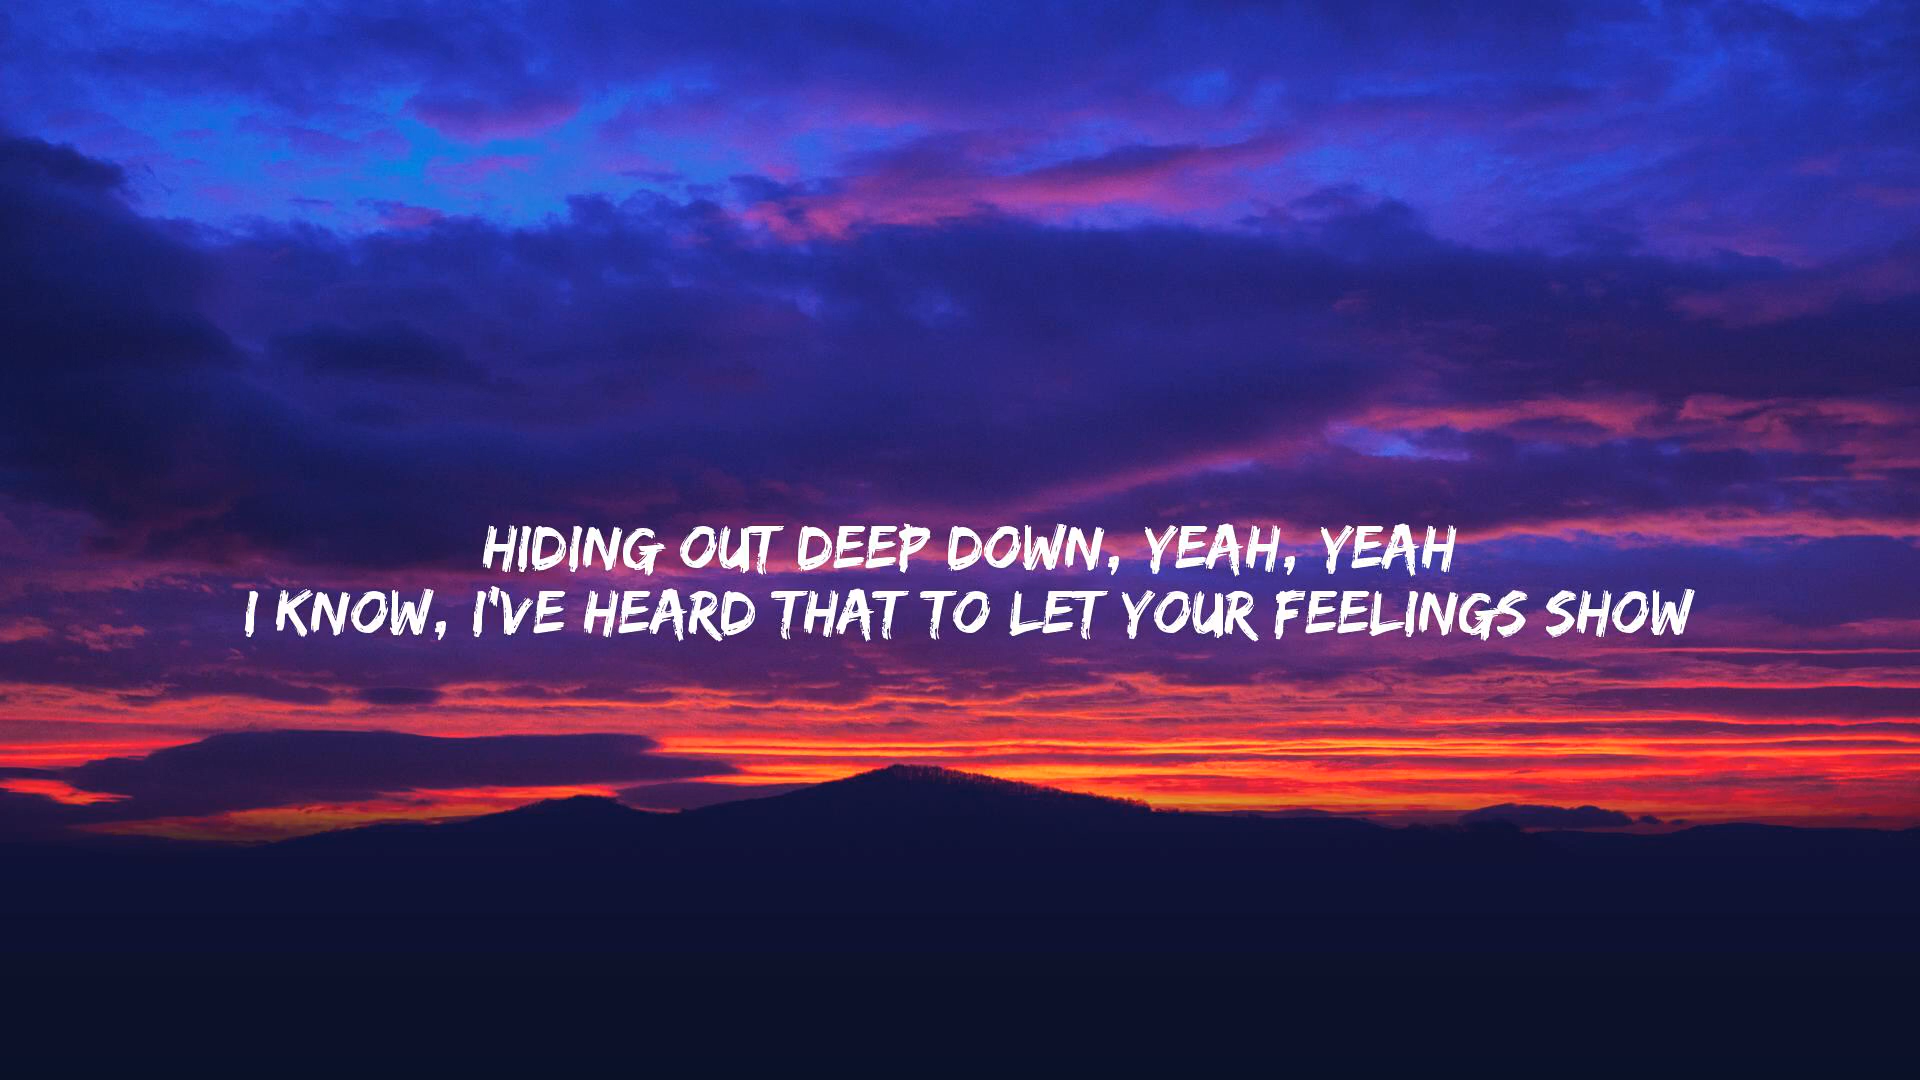 HIDING OUT DEEP DOWN, YEAH, YEAH
I KNOW, I'VE HEARD THAT TO LET YOUR FEELINGS SHOW